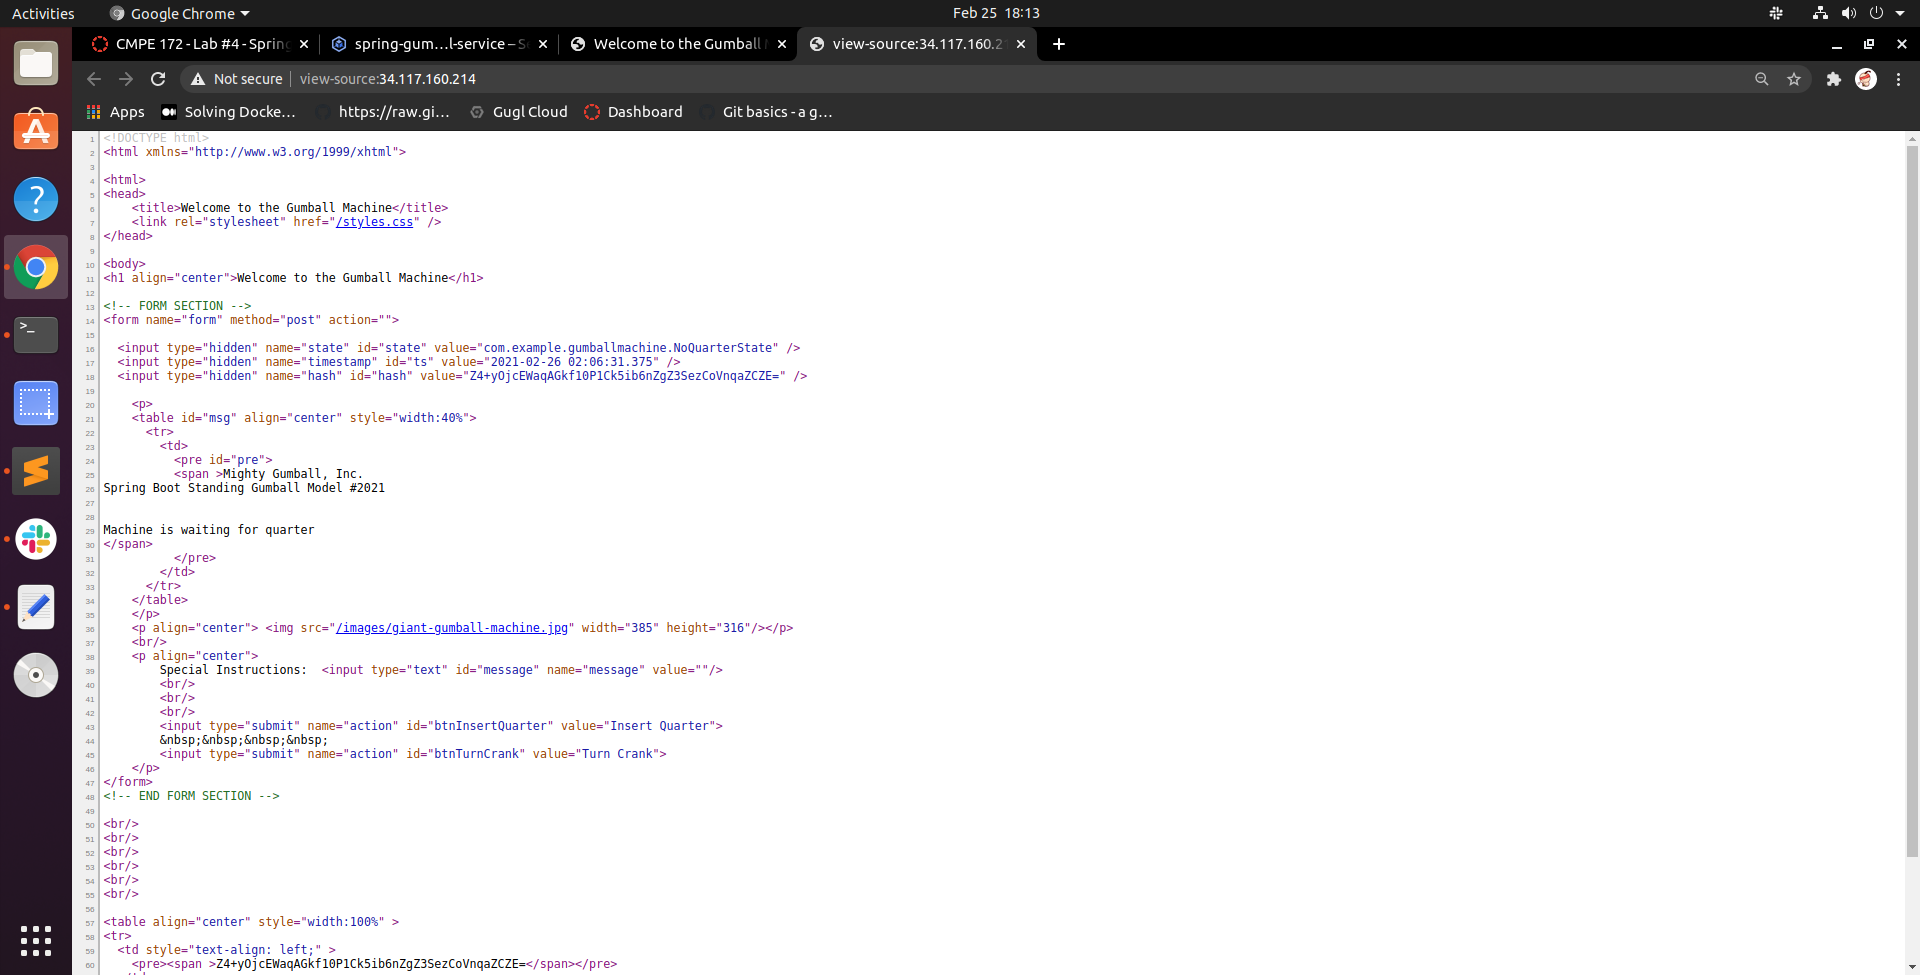 Activities
Google Chrome
Feb 25 18:13
CMPE 172 - Lab #4 - Spring
spring-gum…l-service – S
Welcome to the Gumball M
view-source:34.117.160.21
Not secure
view-source:34.117.160.214
Apps
Solving Docke…
https://raw.gi…
Gugl Cloud
Dashboard
Git basics - a g…
1 <!DOCTYPE html>
2 <html xmlns="http://www.w3.org/1999/xhtml">
3
4 <html>
5 <head>
6 <title>Welcome to the Gumball Machine</title>
7 <link rel="stylesheet" href="/styles.css" />
8 </head>
9
10 <body>
11 <h1 align="center">Welcome to the Gumball Machine</h1>
12
13 <!-- FORM SECTION -->
14 <form name="form" method="post" action="">
15
16 <input type="hidden" name="state" id="state" value="com.example.gumballmachine.NoQuarterState" />
17 <input type="hidden" name="timestamp" id="ts" value="2021-02-26 02:06:31.375" />
18 <input type="hidden" name="hash" id="hash" value="Z4+yOjcEWaqAGkf10P1Ck5ib6nZgZ3SezCoVnqaZCZE=" />
19
20 <p>
21 <table id="msg" align="center" style="width:40%">
22 <tr>
23 <td>
24 <pre id="pre">
25 <span >Mighty Gumball, Inc.
26 Spring Boot Standing Gumball Model #2021
27
28
29 Machine is waiting for quarter
30 </span>
31 </pre>
32 </td>
33 </tr>
34 </table>
35 </p>
36 <p align="center"> <img src="/images/giant-gumball-machine.jpg" width="385" height="316"/></p>
37 <br/>
38 <p align="center">
39 Special Instructions:  <input type="text" id="message" name="message" value=""/>
40 <br/>
41 <br/>
42 <br/>
43 <input type="submit" name="action" id="btnInsertQuarter" value="Insert Quarter">
44 &nbsp;&nbsp;&nbsp;&nbsp;
45 <input type="submit" name="action" id="btnTurnCrank" value="Turn Crank">
46 </p>
47 </form>
48 <!-- END FORM SECTION -->
49
50 <br/>
51 <br/>
52 <br/>
53 <br/>
54 <br/>
55 <br/>
56
57 <table align="center" style="width:100%" >
58 <tr>
59 <td style="text-align: left;" >
60 <pre><span >Z4+yOjcEWaqAGkf10P1Ck5ib6nZgZ3SezCoVnqaZCZE=</span></pre>